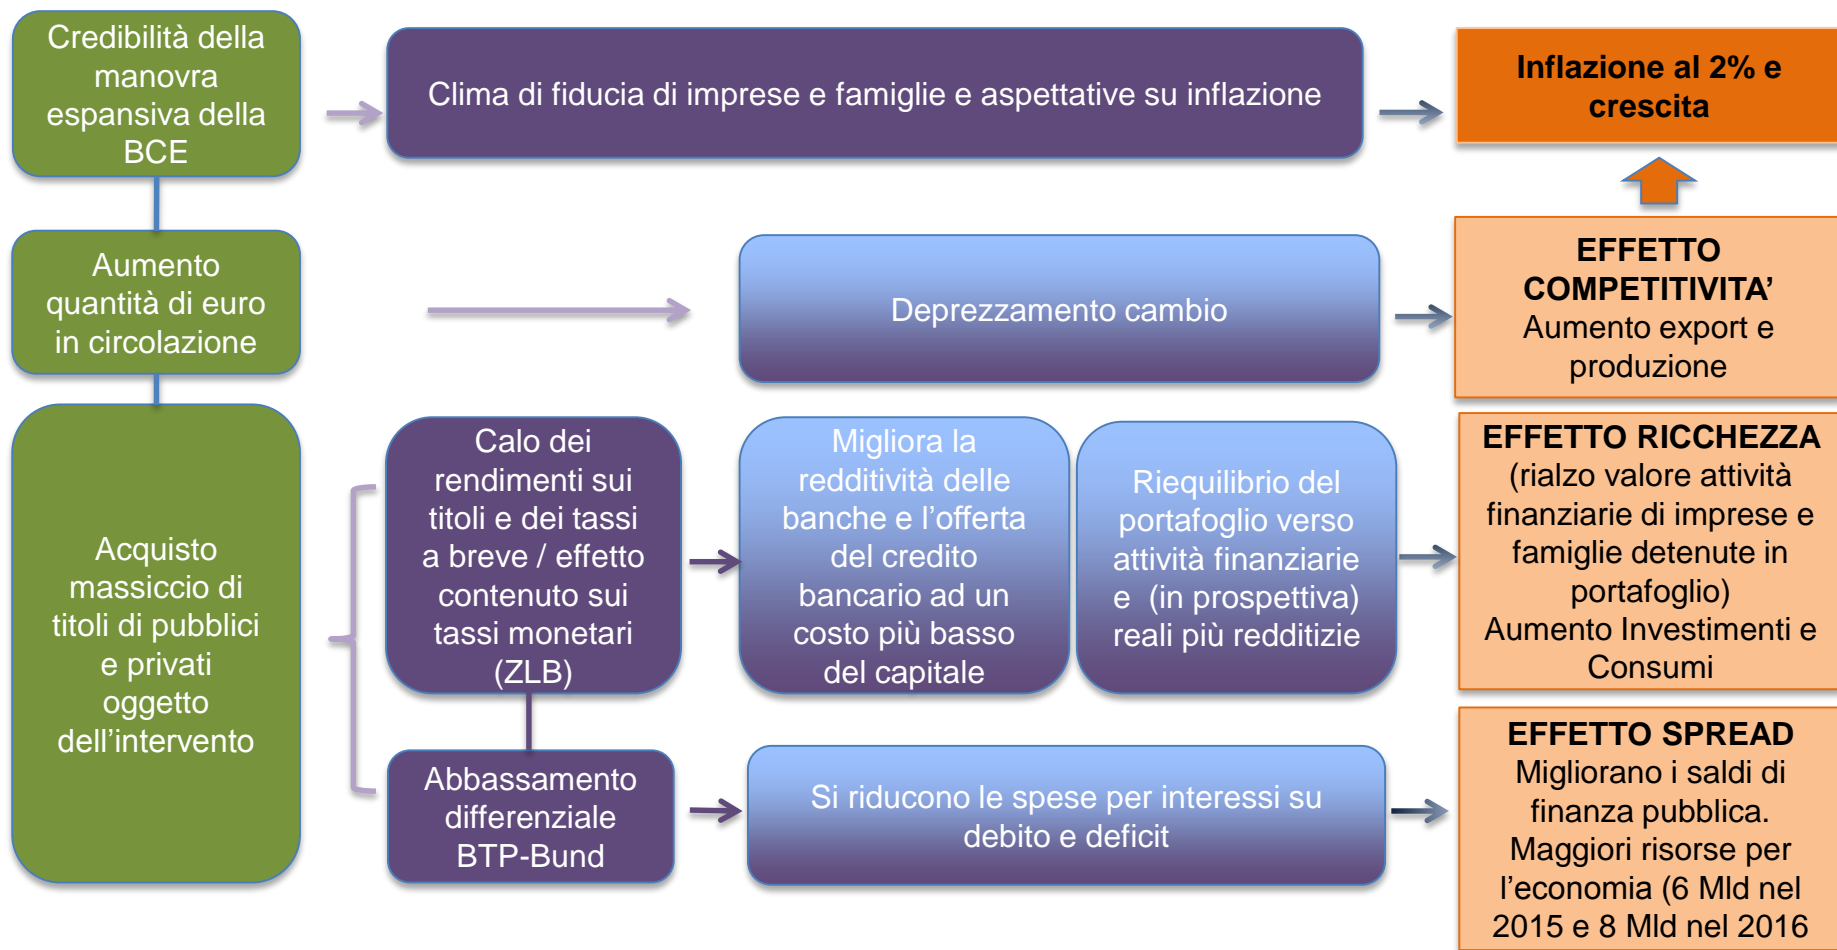 Credibilità della
manovra
espansiva della
BCE
Clima di fiducia di imprese e famiglie e aspettative su inflazione
Inflazione al 2% e
crescita
Aumento
quantità di euro
in circolazione
Deprezzamento cambio
EFFETTO
COMPETITIVITA’
Aumento export e
produzione
Acquisto
massiccio di
titoli di pubblici
e privati
oggetto
dell’intervento
Calo dei
rendimenti sui
titoli e dei tassi
a breve / effetto
contenuto sui
tassi monetari
(ZLB)
Migliora la
redditività delle
banche e l’offerta
del credito
bancario ad un
costo più basso
del capitale
Riequilibrio del
portafoglio verso
attività finanziarie
e (in prospettiva)
reali più redditizie
EFFETTO RICCHEZZA
(rialzo valore attività
finanziarie di imprese e
famiglie detenute in
portafoglio)
Aumento Investimenti e
Consumi
Abbassamento
differenziale
BTP-Bund
Si riducono le spese per interessi su
debito e deficit
EFFETTO SPREAD
Migliorano i saldi di
finanza pubblica.
Maggiori risorse per
l’economia (6 Mld nel
2015 e 8 Mld nel 2016